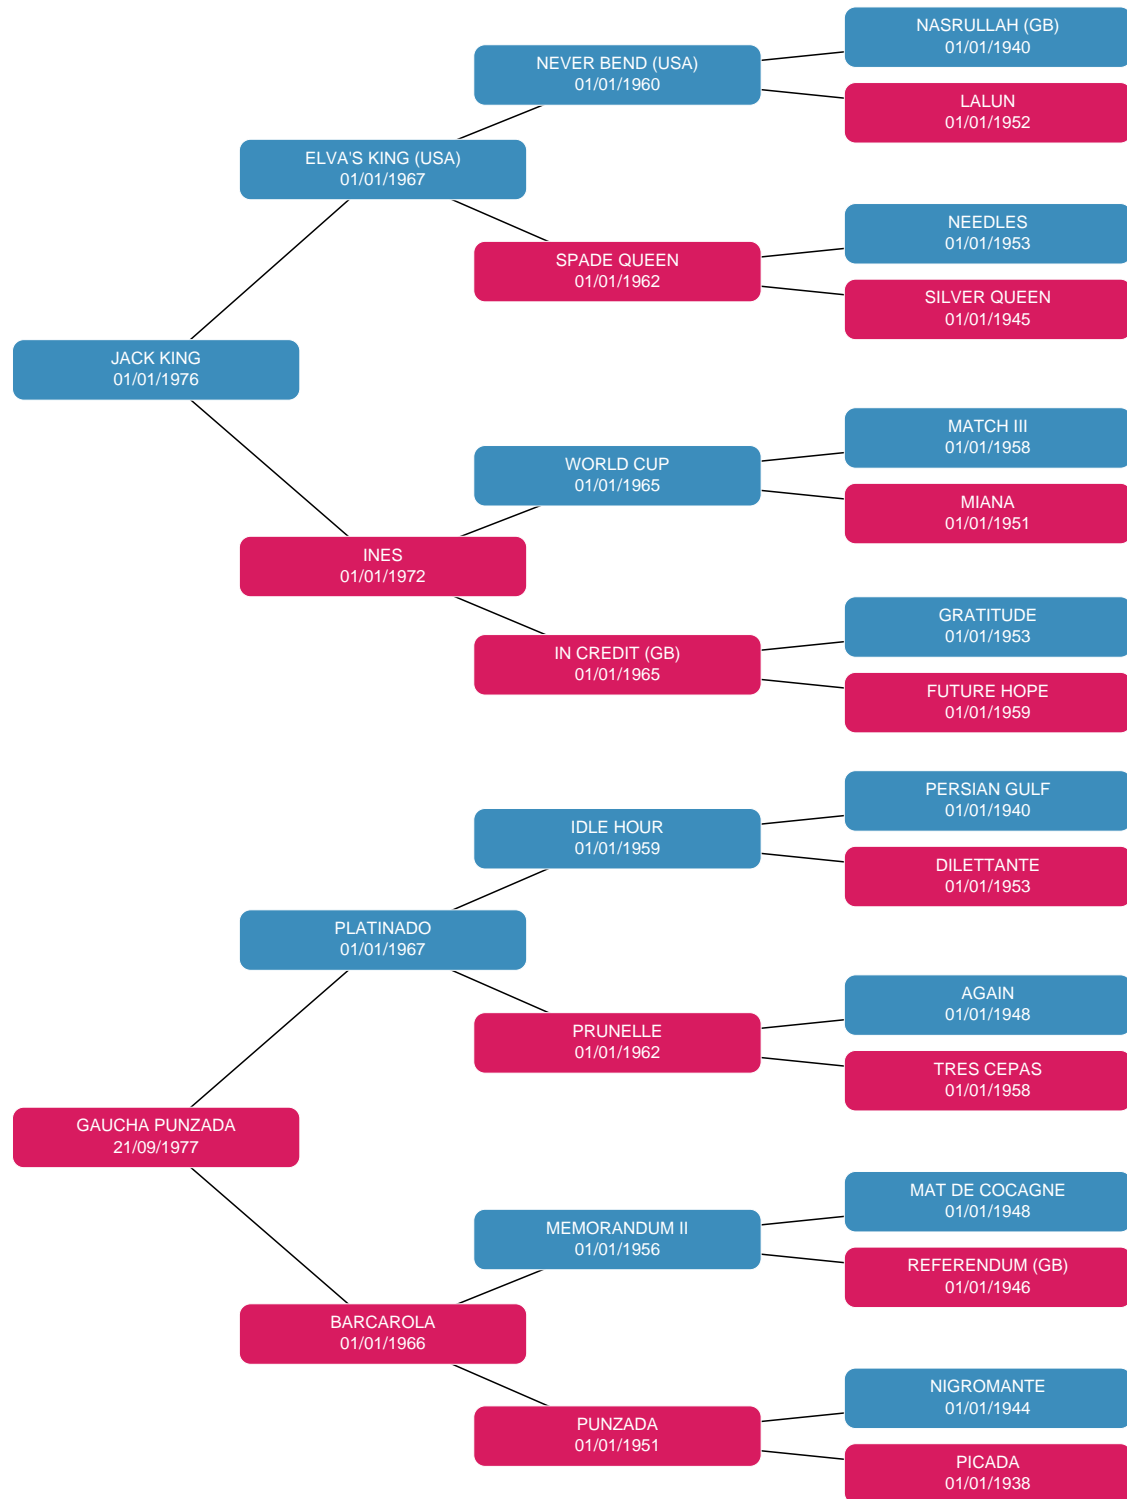 NASRULLAH (GB)
01/01/1940
NEVER BEND (USA)
01/01/1960
LALUN
01/01/1952
ELVA'S KING (USA)
01/01/1967
NEEDLES
01/01/1953
SPADE QUEEN
01/01/1962
SILVER QUEEN
01/01/1945
JACK KING
01/01/1976
MATCH III
01/01/1958
WORLD CUP
01/01/1965
MIANA
01/01/1951
INES
01/01/1972
GRATITUDE
01/01/1953
IN CREDIT (GB)
01/01/1965
FUTURE HOPE
01/01/1959
PERSIAN GULF
01/01/1940
IDLE HOUR
01/01/1959
DILETTANTE
01/01/1953
PLATINADO
01/01/1967
AGAIN
01/01/1948
PRUNELLE
01/01/1962
TRES CEPAS
01/01/1958
GAUCHA PUNZADA
21/09/1977
MAT DE COCAGNE
01/01/1948
MEMORANDUM II
01/01/1956
REFERENDUM (GB)
01/01/1946
BARCAROLA
01/01/1966
NIGROMANTE
01/01/1944
PUNZADA
01/01/1951
PICADA
01/01/1938